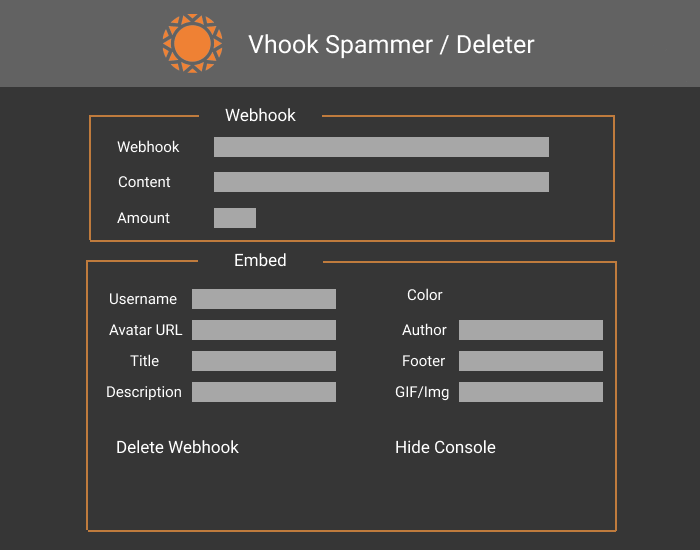 Vhook Spammer / Deleter
Webhook
Webhook
Content
Amount
Embed
Username
Avatar URL
Title
Description
Color
Author
Footer
GIF/Img
Delete Webhook
Hide Console